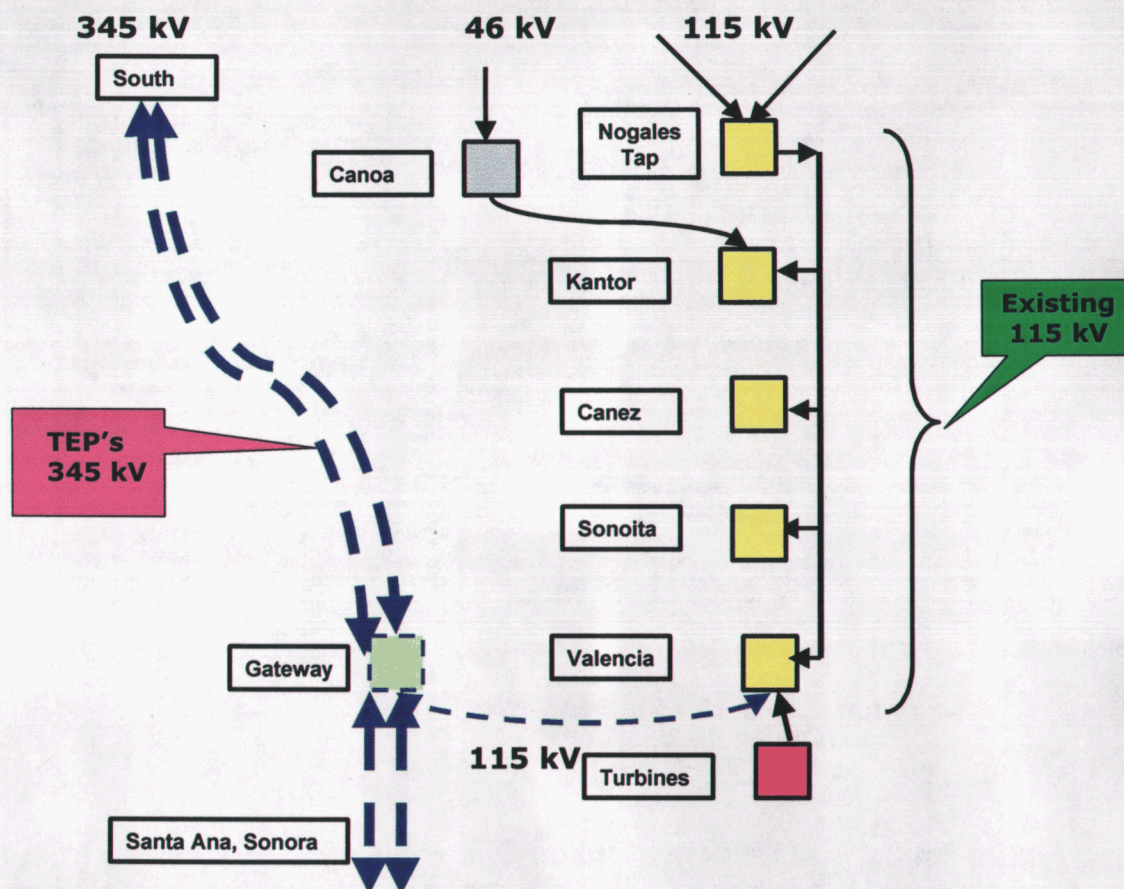 345 kV
46 kV
115 kV
South
Nogales
Tap
Canoa
Kantor
Existing
115 kV
Canez
TEP's
345 kV
Sonoita
Gateway
Valencia
115 kV
Turbines
Santa Ana, Sonora